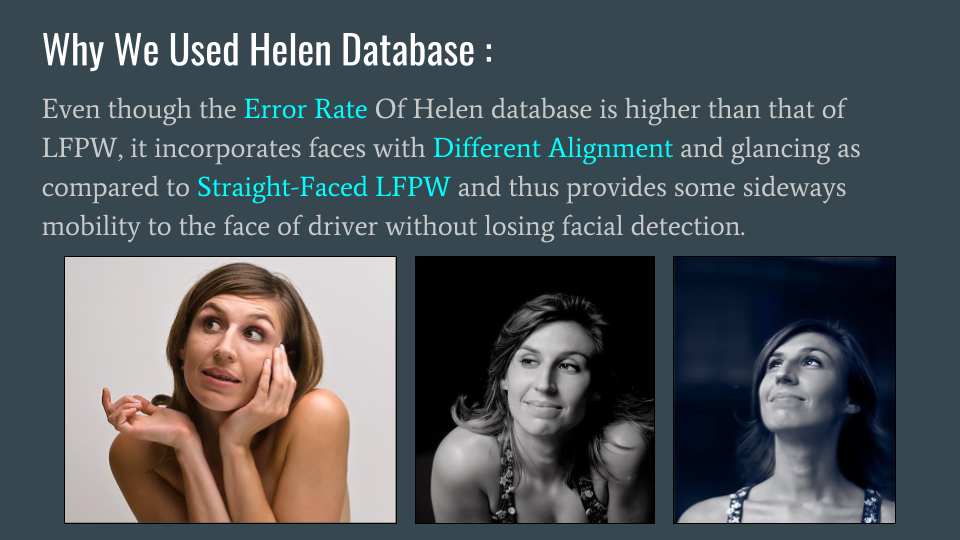 Why We Used Helen Database :
Even though the Error Rate Of Helen database is higher than that of
LFPW, it incorporates faces with Different Alignment and glancing as
compared to Straight-Faced LFPW and thus provides some sideways
mobility to the face of driver without losing facial detection.